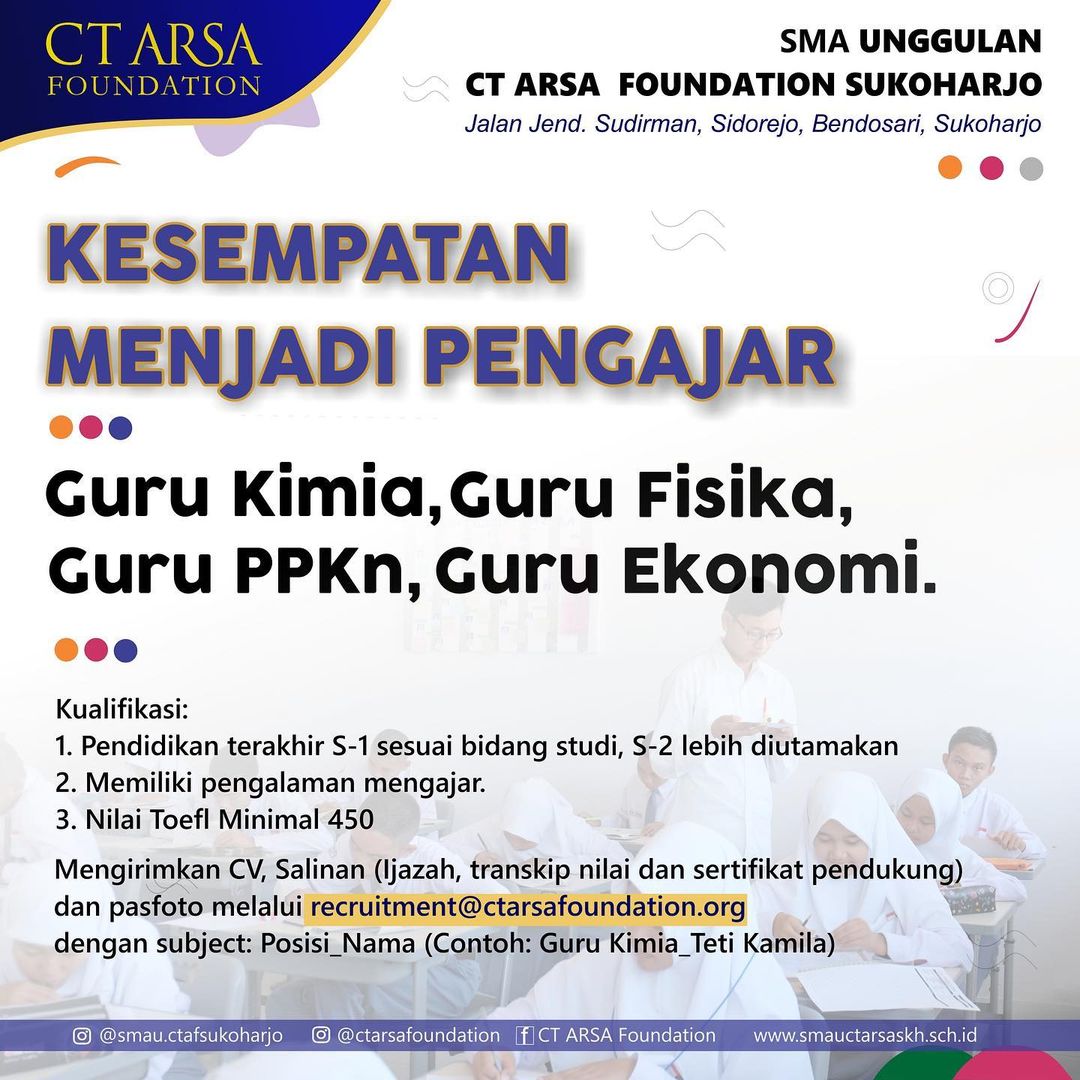 CT ARSA
FOUNDATION
SMA UNGGULAN
CT ARSA FOUNDATION SUKOHARJO
Jalan Jend. Sudirman, Sidorejo, Bendosari, Sukoharjo
KESEMPATAN
MENJADI PENGAJAR
Guru Kimia, Guru Fisika,
Guru PPKn, Guru Ekonomi.
Kualifikasi:
1. Pendidikan terakhir S-1 sesuai bidang studi, S-2 lebih diutamakan
2. Memiliki pengalaman mengajar.
3. Nilai Toefl Minimal 450
Mengirimkan CV, Salinan (Ijazah, transkip nilai dan sertifikat pendukung)
dan pasfoto melalui recruitment@ctarsafoundation.org
dengan subject: Posisi_Nama (Contoh: Guru Kimia_Teti Kamila)
@smau.ctafsukoharjo @ctarsafoundation CT ARSA Foundation www.smauctarsaskh.sch.id